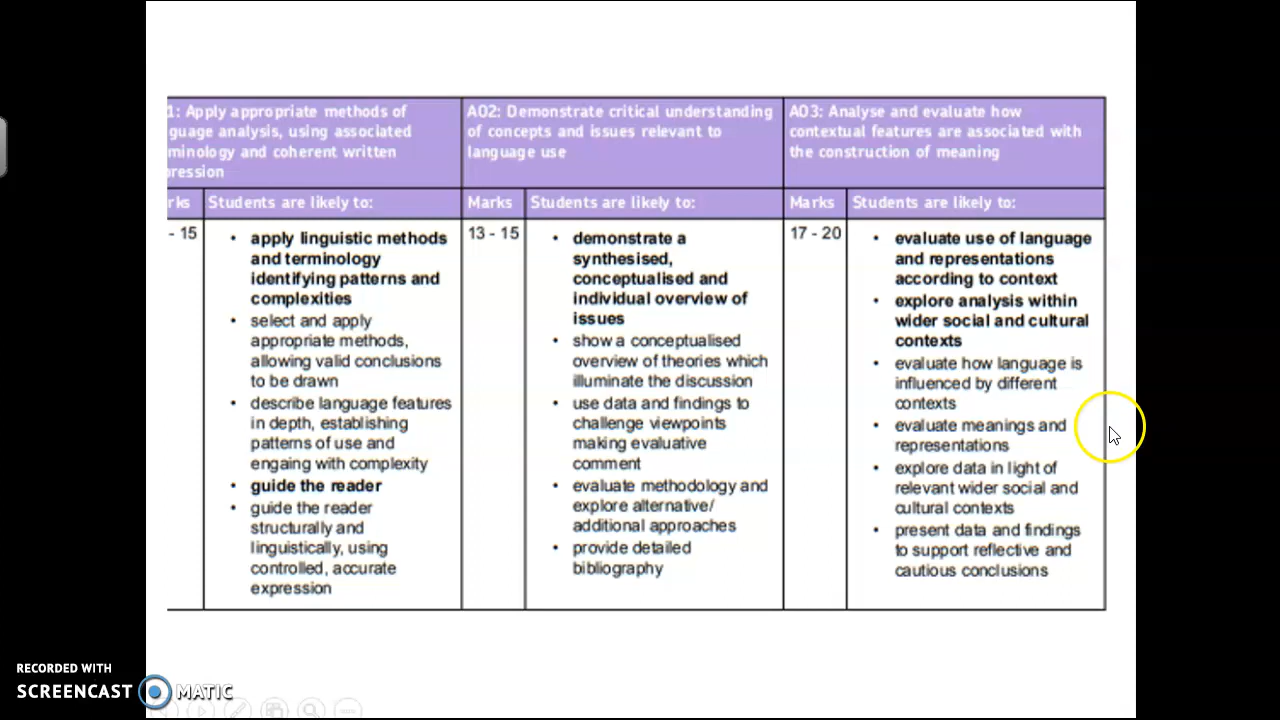 1: Apply appropriate methods of
guage analysis, using associated
minology and coherent written
pression
A02: Demonstrate critical understanding
of concepts and issues relevant to
language use
A03: Analyse and evaluate how
contextual features are associated with
the construction of meaning
rks
Students are likely to:
Marks
Students are likely to:
Marks
Students are likely to:
- 15
• apply linguistic methods
and terminology
identifying patterns and
complexities
• select and apply
appropriate methods,
allowing valid conclusions
to be drawn
• describe language features
in depth, establishing
patterns of use and
engaing with complexity
• guide the reader
• guide the reader
structurally and
linguistically, using
controlled, accurate
expression
13 - 15
• demonstrate a
synthesised,
conceptualised and
individual overview of
issues
• show a conceptualised
overview of theories which
illuminate the discussion
• use data and findings to
challenge viewpoints
making evaluative
comment
• evaluate methodology and
explore alternative/
additional approaches
• provide detailed
bibliography
17 - 20
• evaluate use of language
and representations
according to context
• explore analysis within
wider social and cultural
contexts
• evaluate how language is
influenced by different
contexts
• evaluate meanings and
representations
• explore data in light of
relevant wider social and
cultural contexts
• present data and findings
to support reflective and
cautious conclusions
RECORDED WITH
SCREENCAST MATIC